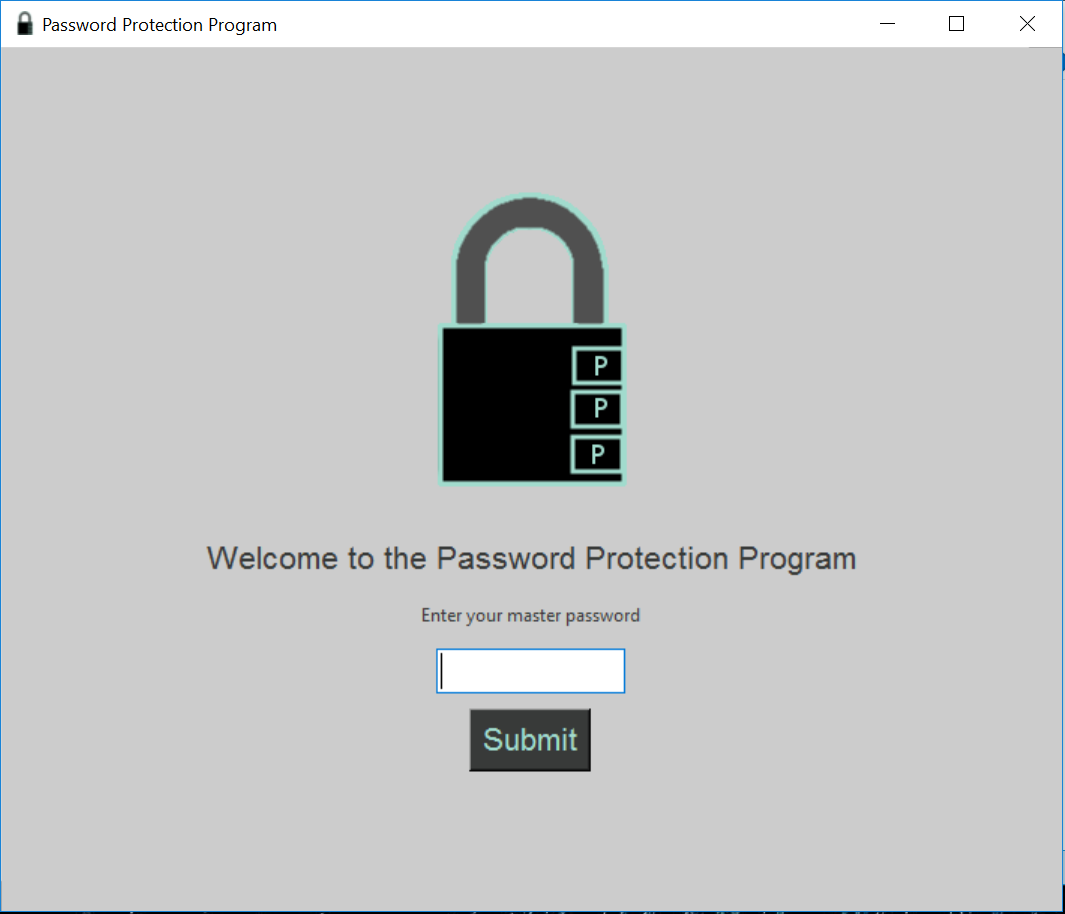 Password Protection Program
P
P
P
Welcome to the Password Protection Program
Enter your master password
Submit